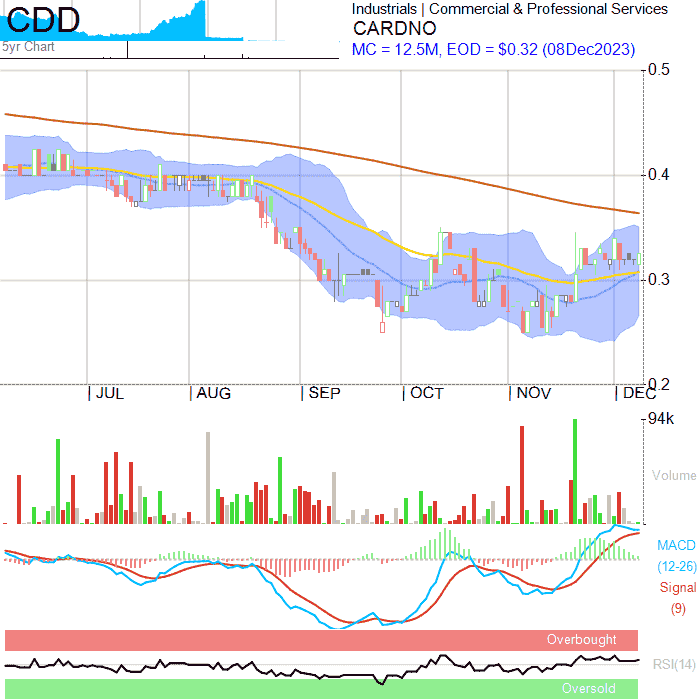 CDD
5yr Chart
Industrials | Commercial & Professional Services
CARDNO
MC = 12.5M, EOD = $0.32 (08Dec2023)
0.5
0.4
0.3
0.2
| JUL | AUG | SEP | OCT | NOV | DEC
94k
Volume
MACD
(12-26)
Signal
(9)
Overbought
RSI(14)
Oversold